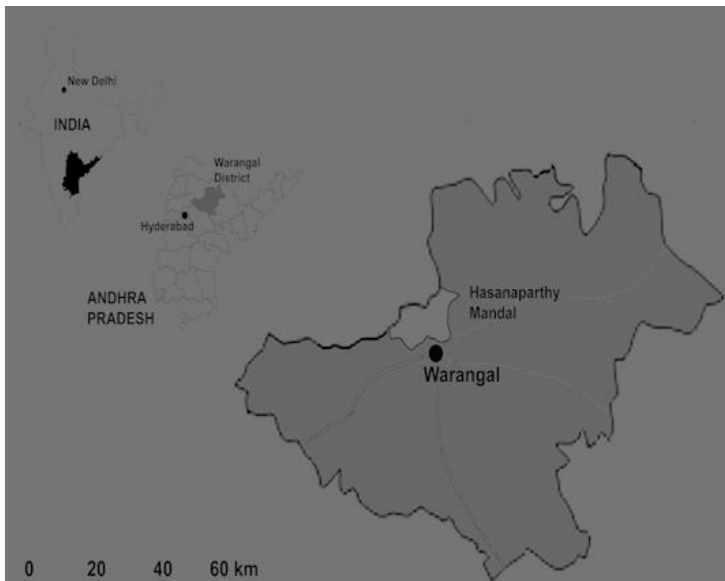 New Delhi
INDIA
Warangal
District
Hyderabad
ANDHRA
PRADESH
Hasanaparthy
Mandal
Warangal
0 20 40 60 km